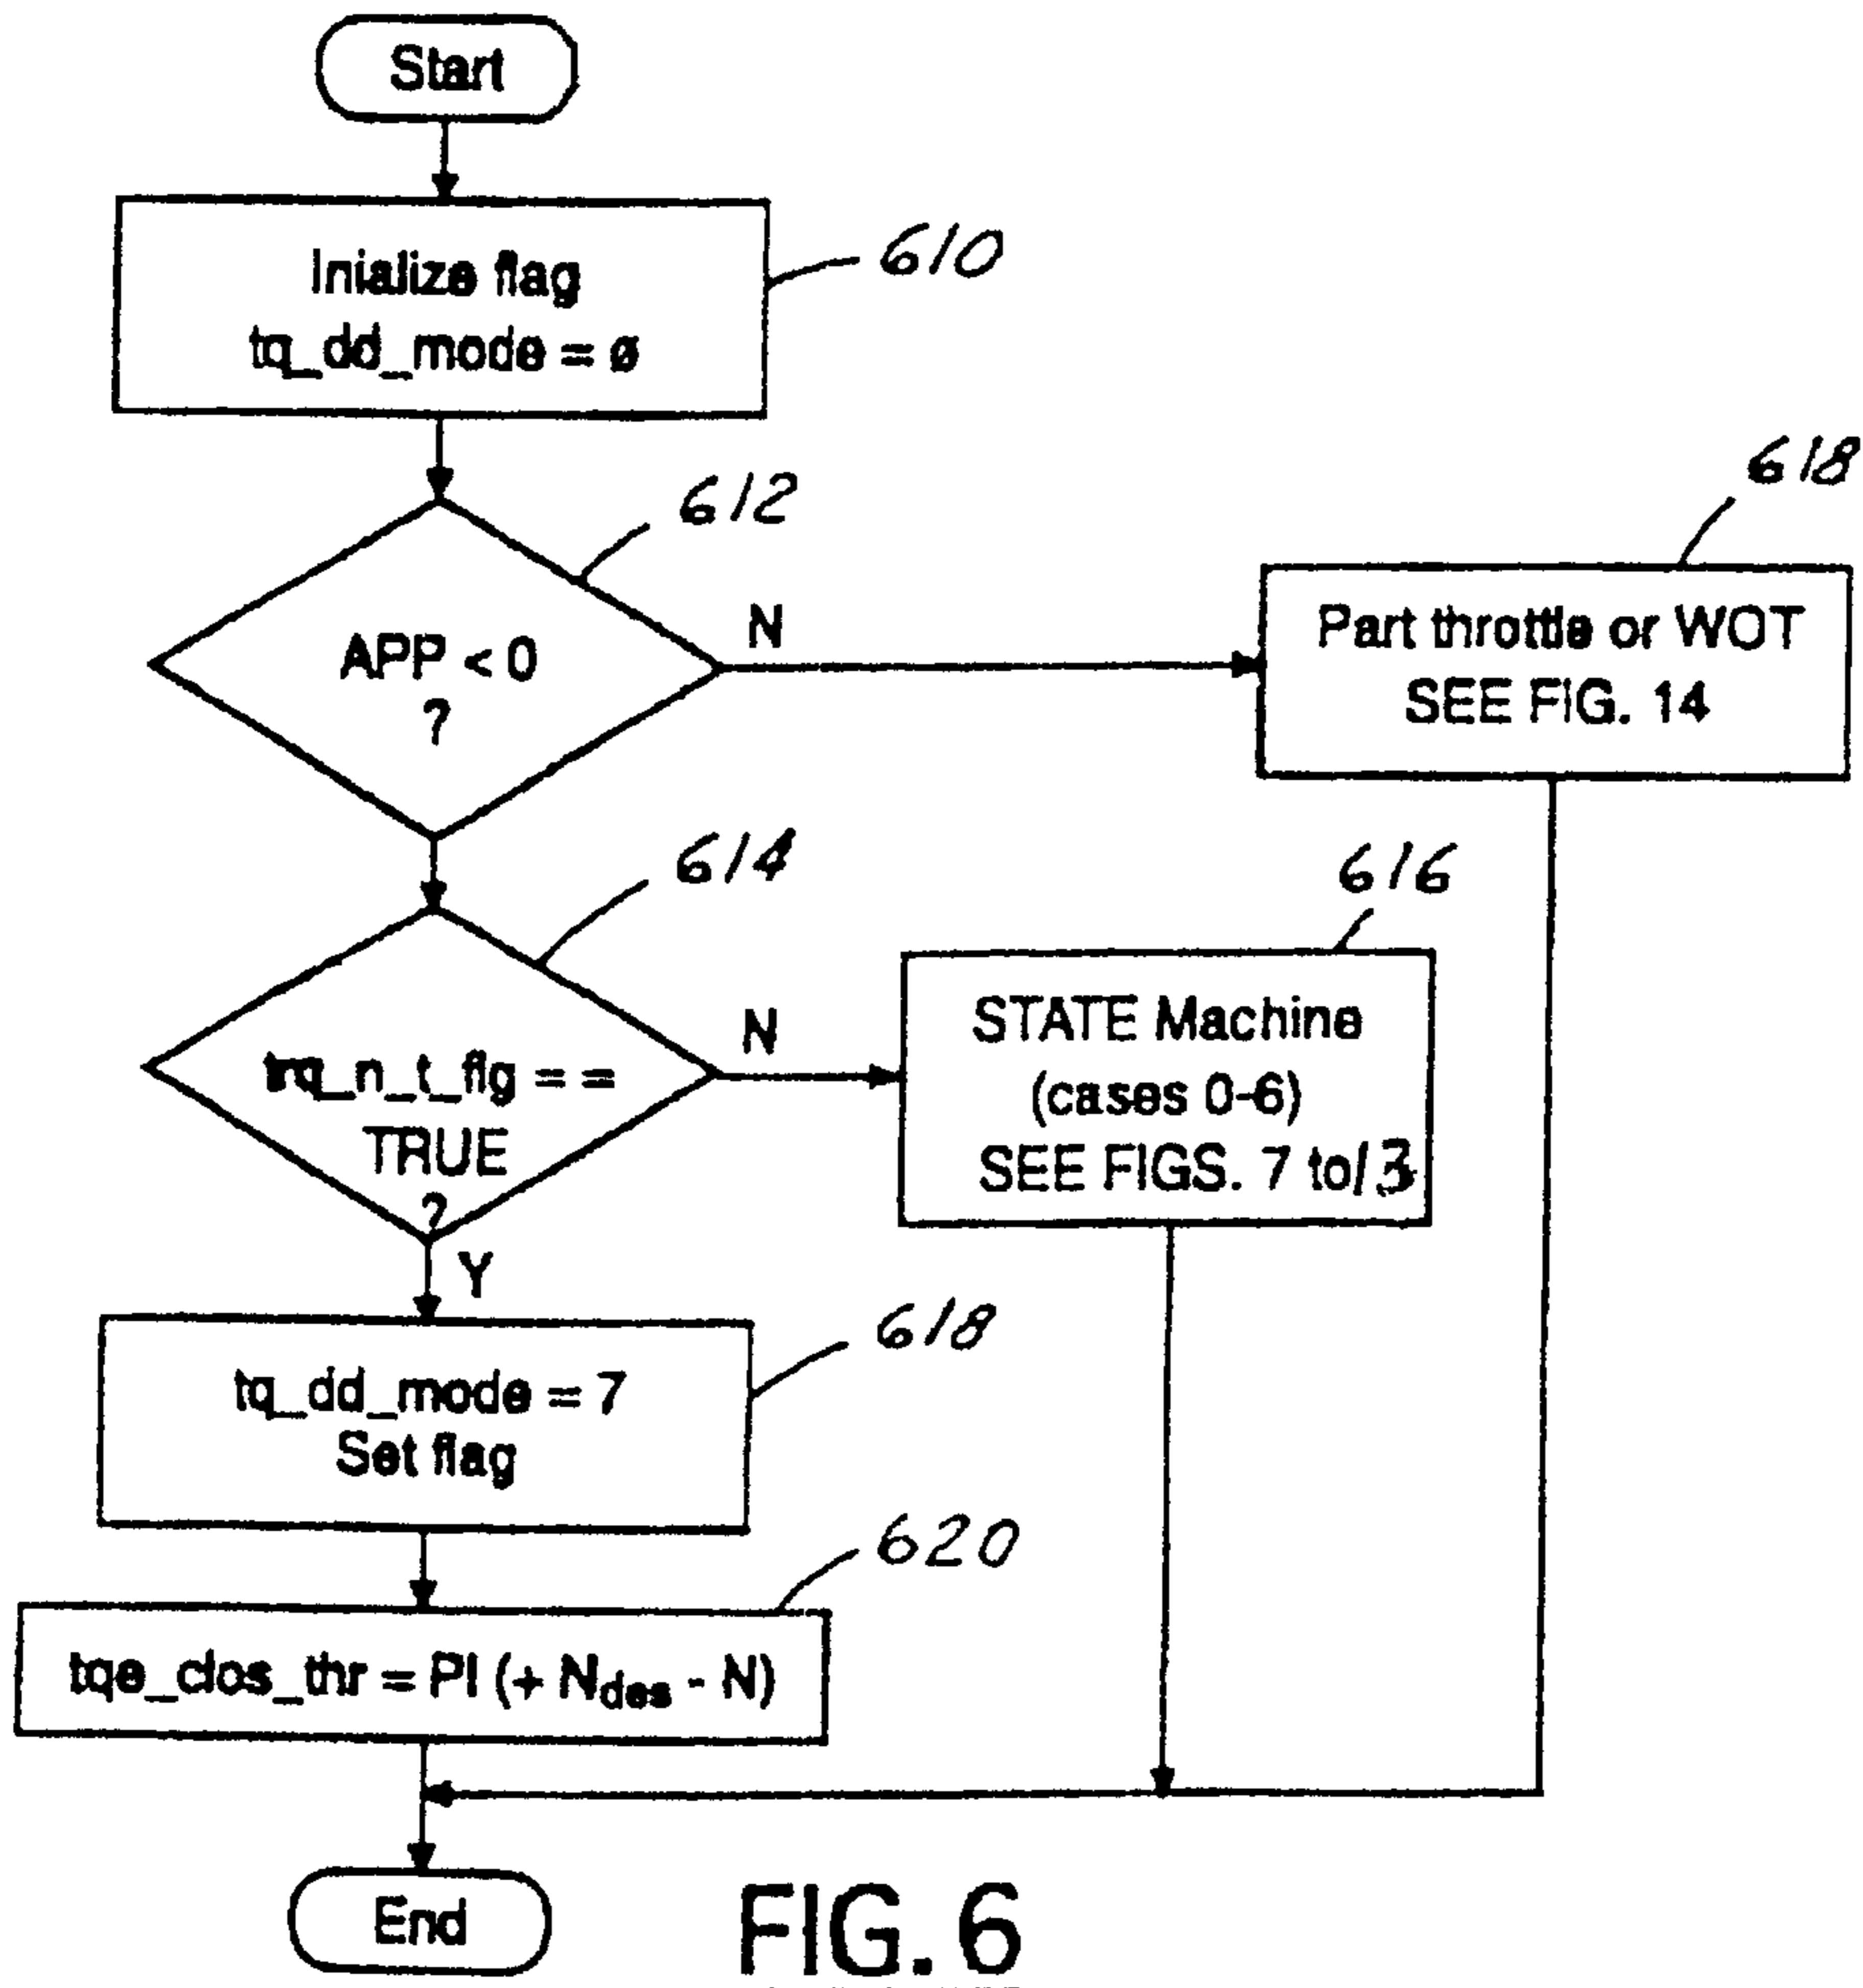 Start
Inialize flag
tq_dd_mode = ø
610
612
APP < 0
?
N
618
Part throttle or WOT
SEE FIG. 14
614
trq_n_t_flg = =
TRUE
?
N
Y
616
STATE Machine
(cases 0-6)
SEE FIGS. 7 to 13
618
tq_dd_mode = 7
Set flag
620
tqe_clos_thr = PI (+ Ndes - N)
End
FIG. 6